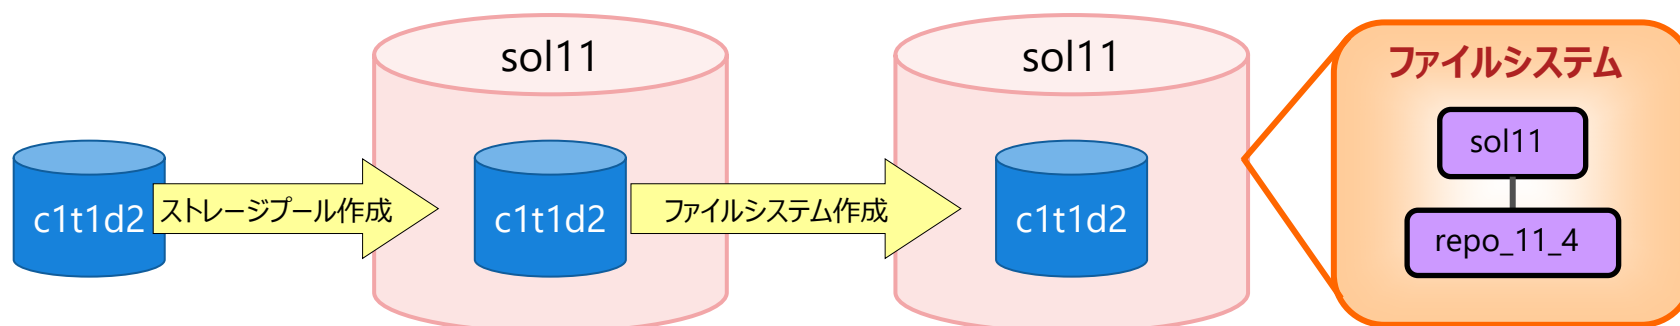 c1t1d2
ストレージプール作成
sol11
c1t1d2
ファイルシステム作成
sol11
c1t1d2
ファイルシステム
sol11
repo_11_4